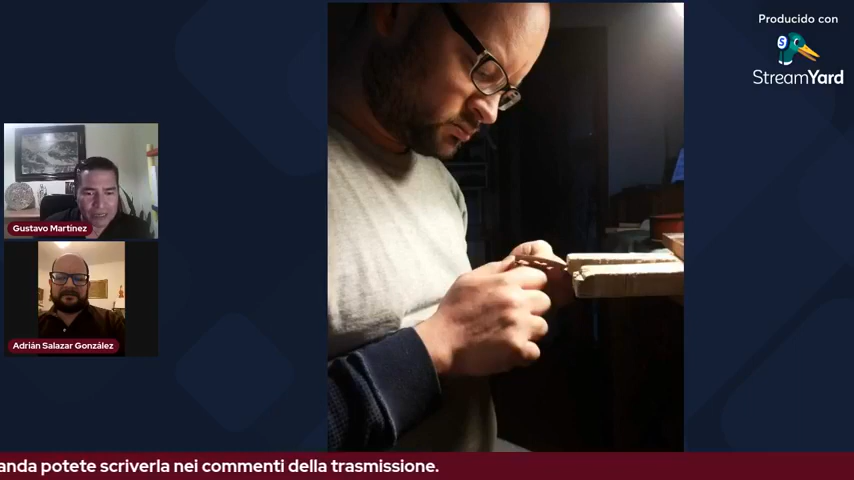 Producido con
StreamYard
Gustavo Martínez
Adrián Salazar González
anda potete scriverla nei commenti della trasmissione.